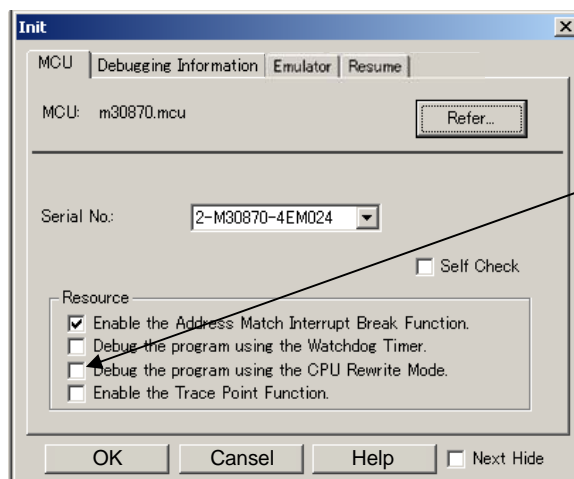 Init
MCU Debugging Information Emulator Resume
MCU: m30870.mcu Refer...
Serial No.: 2-M30870-4EM024
Self Check
Resource
Enable the Address Match Interrupt Break Function.
Debug the program using the Watchdog Timer.
Debug the program using the CPU Rewrite Mode.
Enable the Trace Point Function.
OK Cansel Help Next Hide